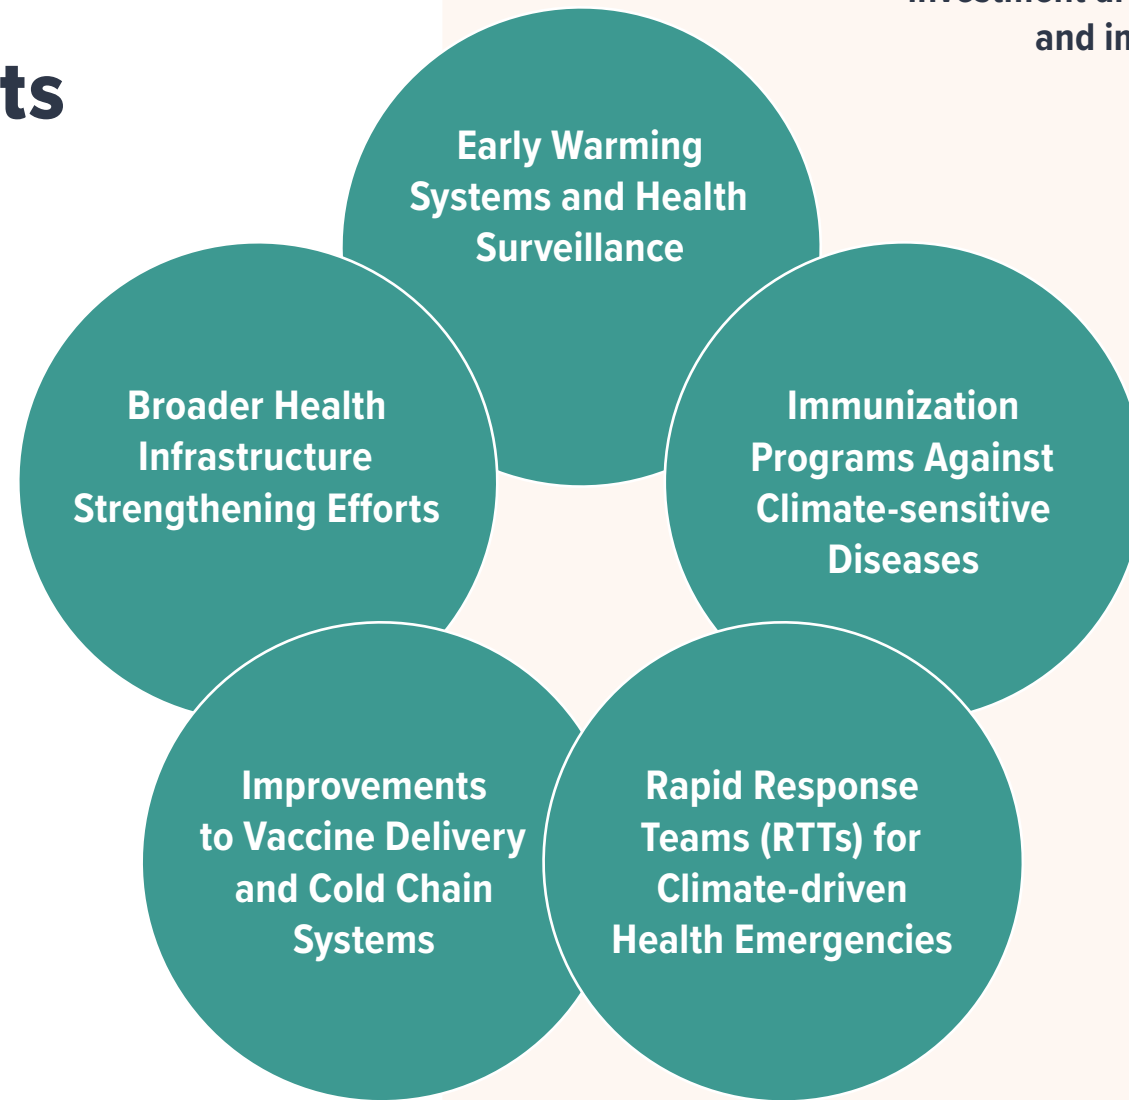 and in
ts
Early Warming
Systems and Health
Surveillance
Broader Health
Infrastructure
Strengthening Efforts
Immunization
Programs Against
Climate-sensitive
Diseases
Improvements
to Vaccine Delivery
and Cold Chain
Systems
Rapid Response
Teams (RTTs) for
Climate-driven
Health Emergencies